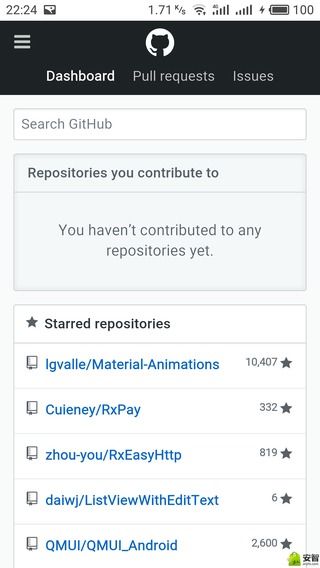 22:24
1.71 K/s
4G
100
Dashboard Pull requests Issues
Search GitHub
Repositories you contribute to
You haven't contributed to any
repositories yet.
Starred repositories
lgvalle/Material-Animations 10,407
Cuieney/RxPay 332
zhou-you/RxEasyHttp 819
daiwj/ListViewWithEditText 6
QMUI/QMUI_Android 2,600
安智